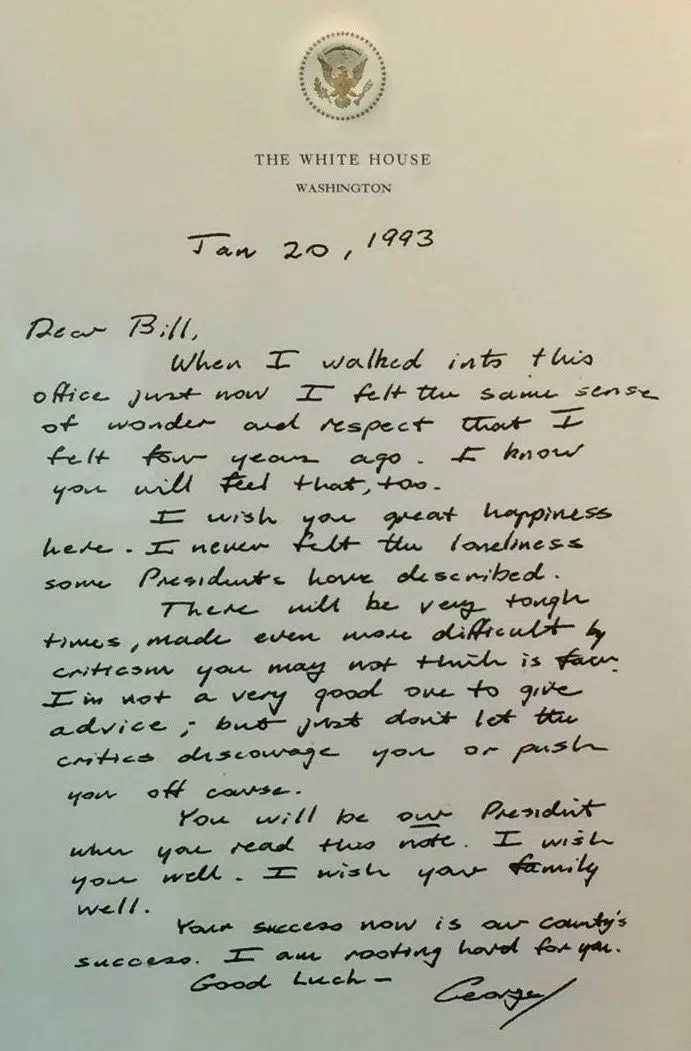 THE WHITE HOUSE
WASHINGTON
Jan 20, 1993
Dear Bill,
When I walked into this
office just now I felt the same sense
of wonder and respect that I
felt four years ago. I know
you will feel that, too.
I wish you great happiness
here. I never felt the loneliness
some Presidents have described.
There will be very tough
times, made even more difficult by
criticism you may not think is fair.
I'm not a very good one to give
advice; but just don't let the
critics discourage you or push
you off course.
You will be our President
when you read this note. I wish
you well. I wish your family
well.
Your success now is our county's
success. I am rooting hard for you.
Good Luck -
George